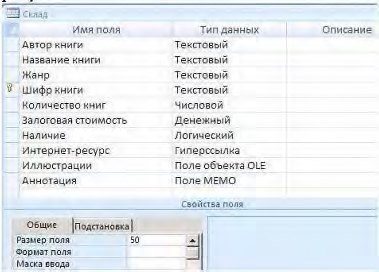 Склад
Имя поля Тип данных Описание
Автор книги Текстовый
Название книги Текстовый
Жанр Текстовый
Шифр книги Текстовый
Количество книг Числовой
Залоговая стоимость Денежный
Наличие Логический
Интернет-ресурс Гиперссылка
Иллюстрации Поле объекта OLE
Аннотация Поле МЕМО
Свойства поля
Общие Подстановка
Размер поля 50
Формат поля
Маска ввода